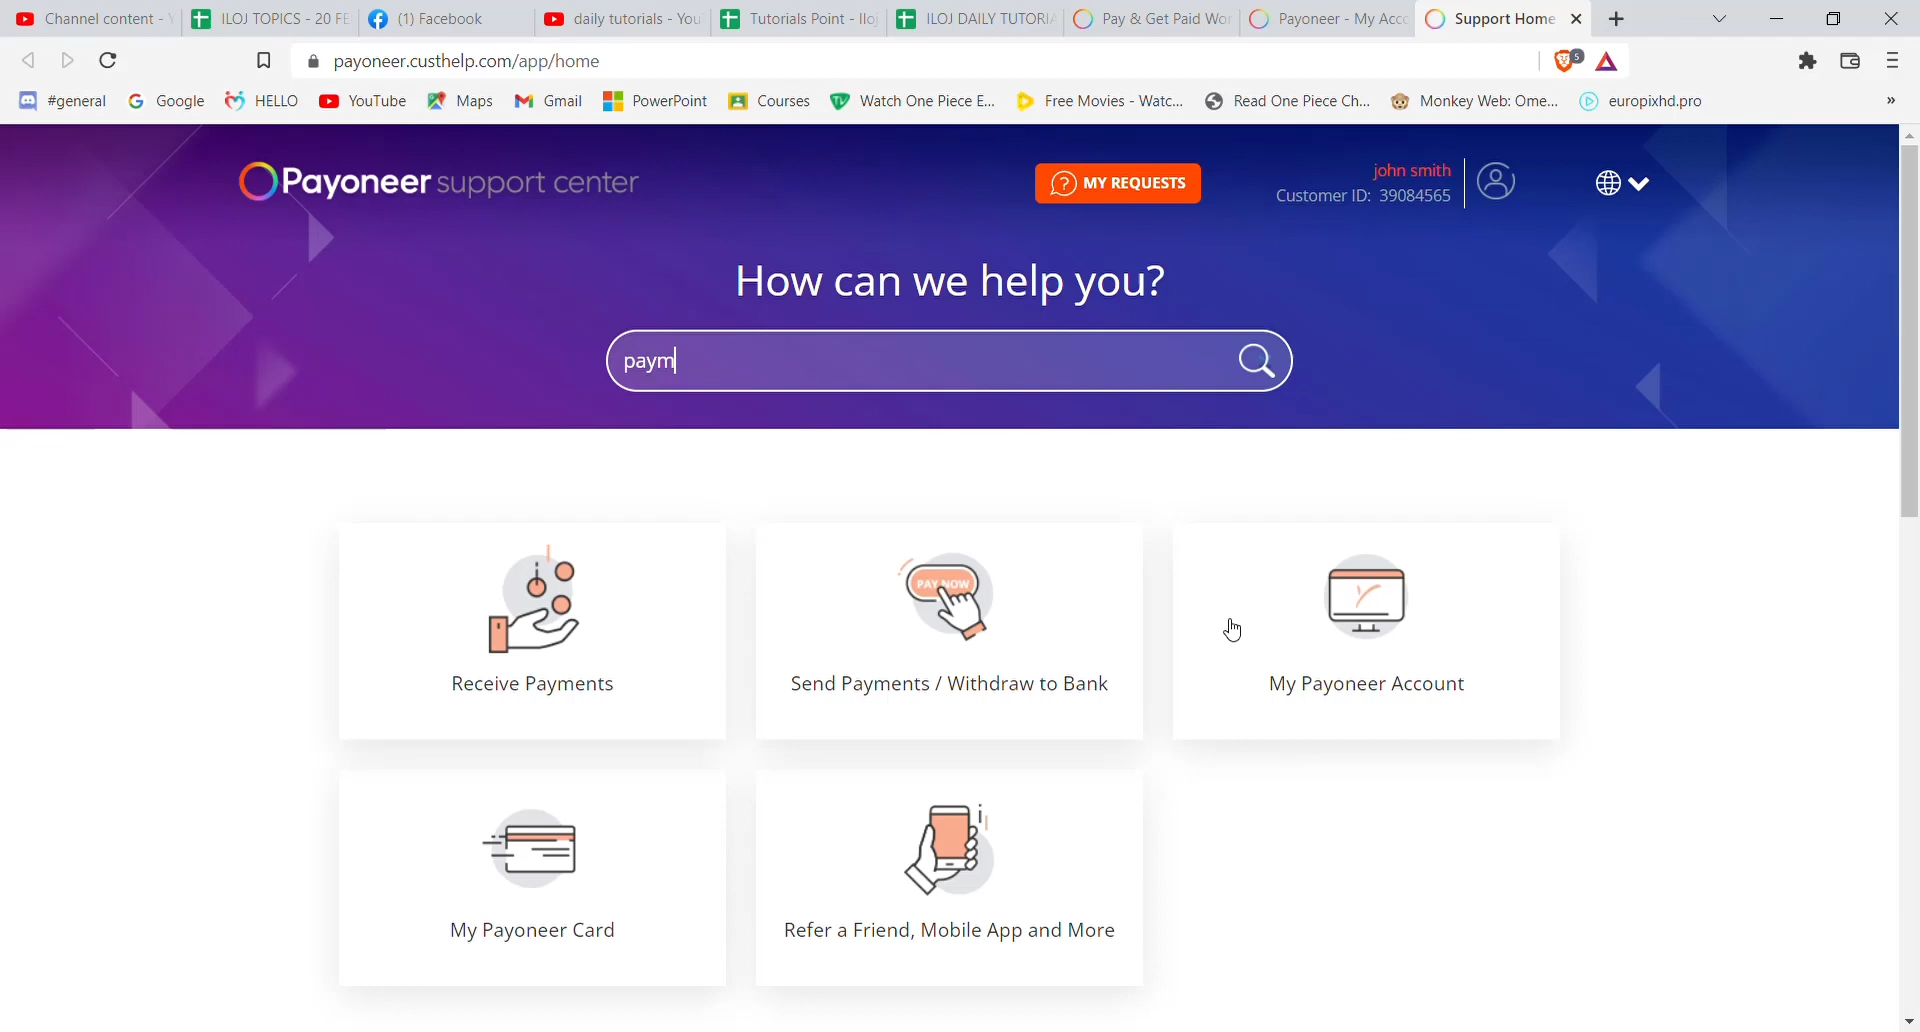 Channel content - Y
ILOJ TOPICS - 20 FE
(1) Facebook
daily tutorials - You
Tutorials Point - Iloj
ILOJ DAILY TUTORIA
Pay & Get Paid Wor
Payoneer - My Acco
Support Home
payoneer.custhelp.com/app/home
5
#general
Google
HELLO
YouTube
Maps
Gmail
PowerPoint
Courses
Watch One Piece E...
Free Movies - Watc...
Read One Piece Ch...
Monkey Web: Ome...
europixhd.pro
»
Payoneer support center
MY REQUESTS
john smith
Customer ID: 39084565
How can we help you?
paym
PAY NOW
Receive Payments
Send Payments / Withdraw to Bank
My Payoneer Account
My Payoneer Card
Refer a Friend, Mobile App and More